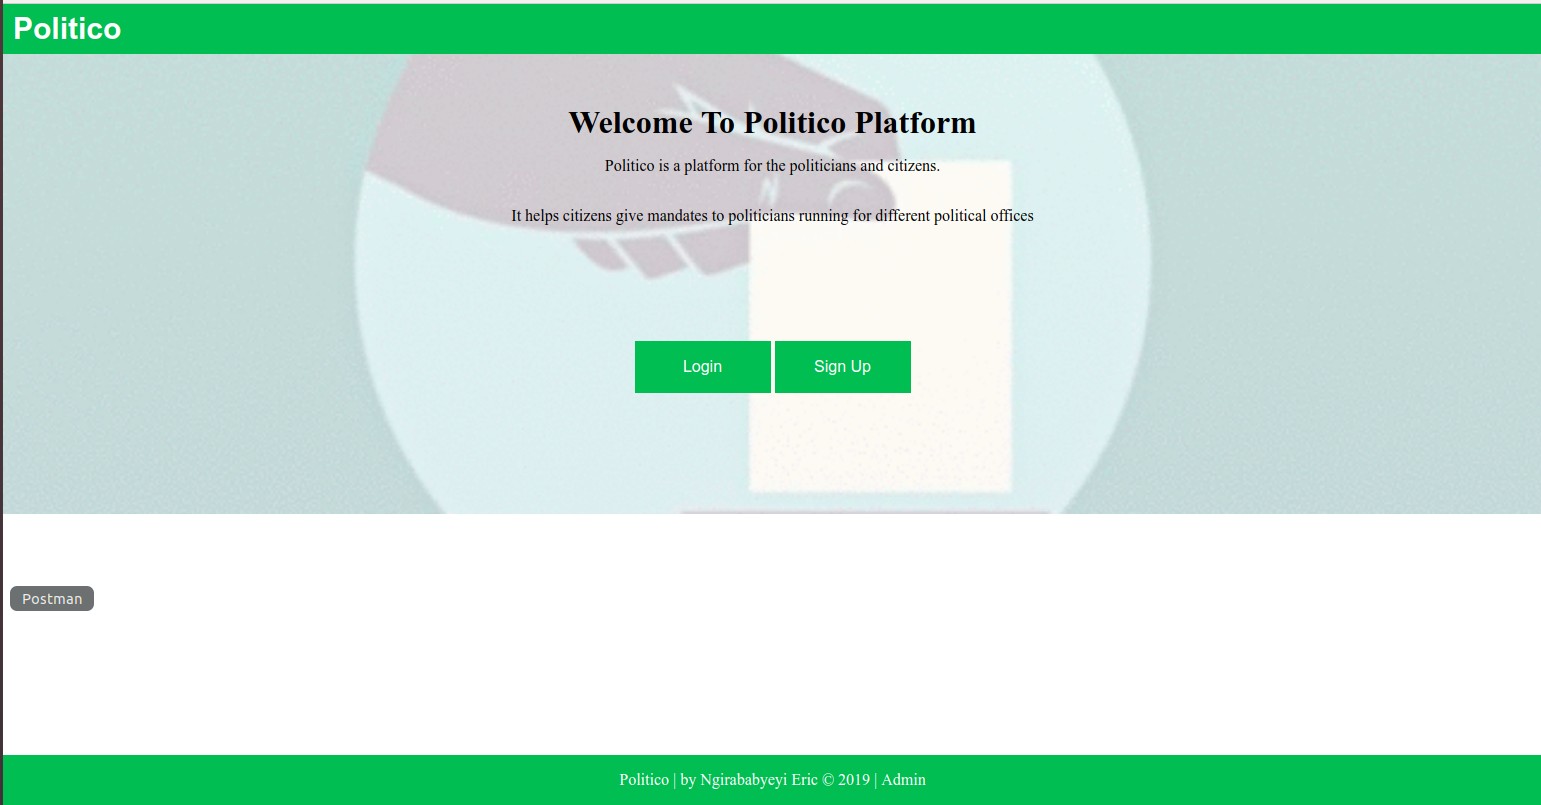 Politico
Welcome To Politico Platform
Politico is a platform for the politicians and citizens.
It helps citizens give mandates to politicians running for different political offices
Login
Sign Up
Postman
Politico | by Ngirababyeyi Eric © 2019 | Admin